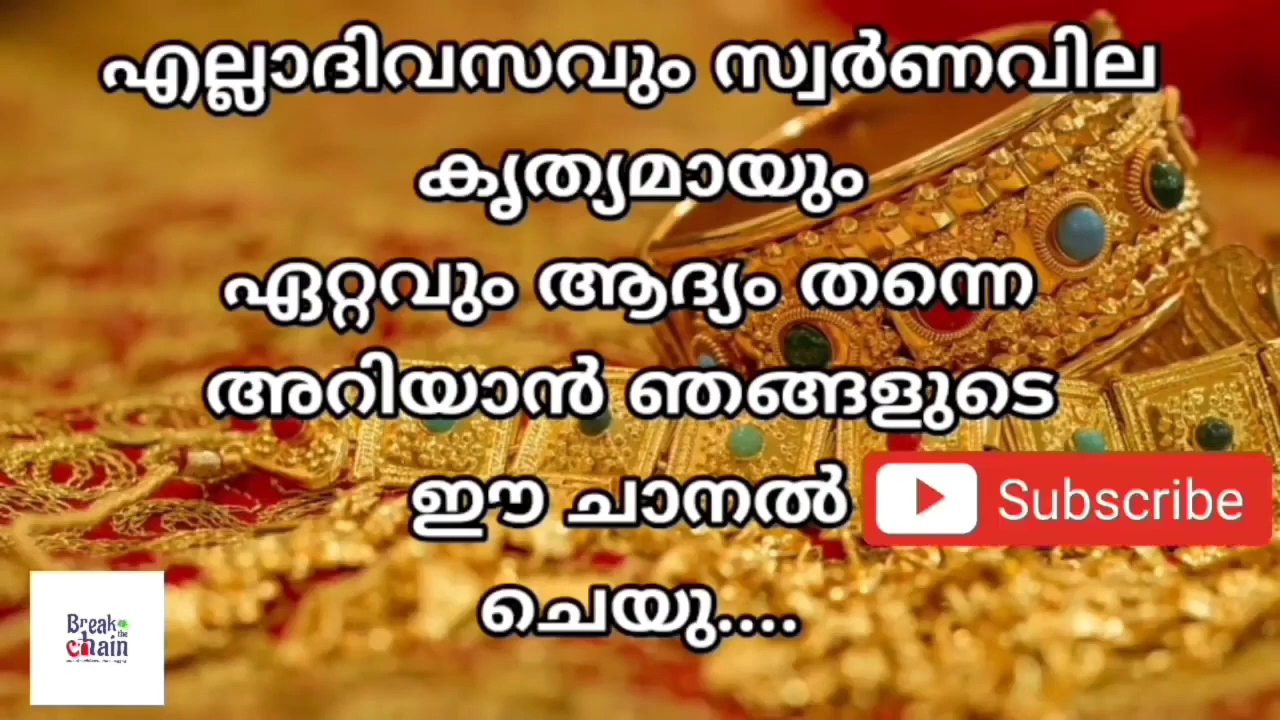 എല്ലാദിവസവും സ്വർണവില
കൃത്യമായും
ഏറ്റവും ആദ്യം തന്നെ
അറിയാൻ ഞങ്ങളുടെ
ഈ ചാനൽ Subscribe
ചെയു....
Break
the
chain